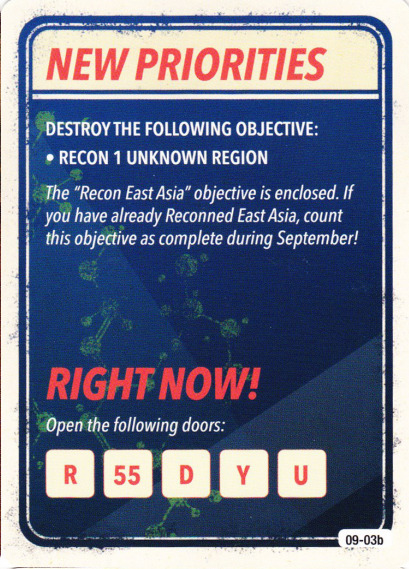 NEW PRIORITIES
DESTROY THE FOLLOWING OBJECTIVE:
• RECON 1 UNKNOWN REGION
The “Recon East Asia” objective is enclosed. If
you have already Reconned East Asia, count
this objective as complete during September!
RIGHT NOW!
Open the following doors:
R 55 D Y U
09-03b